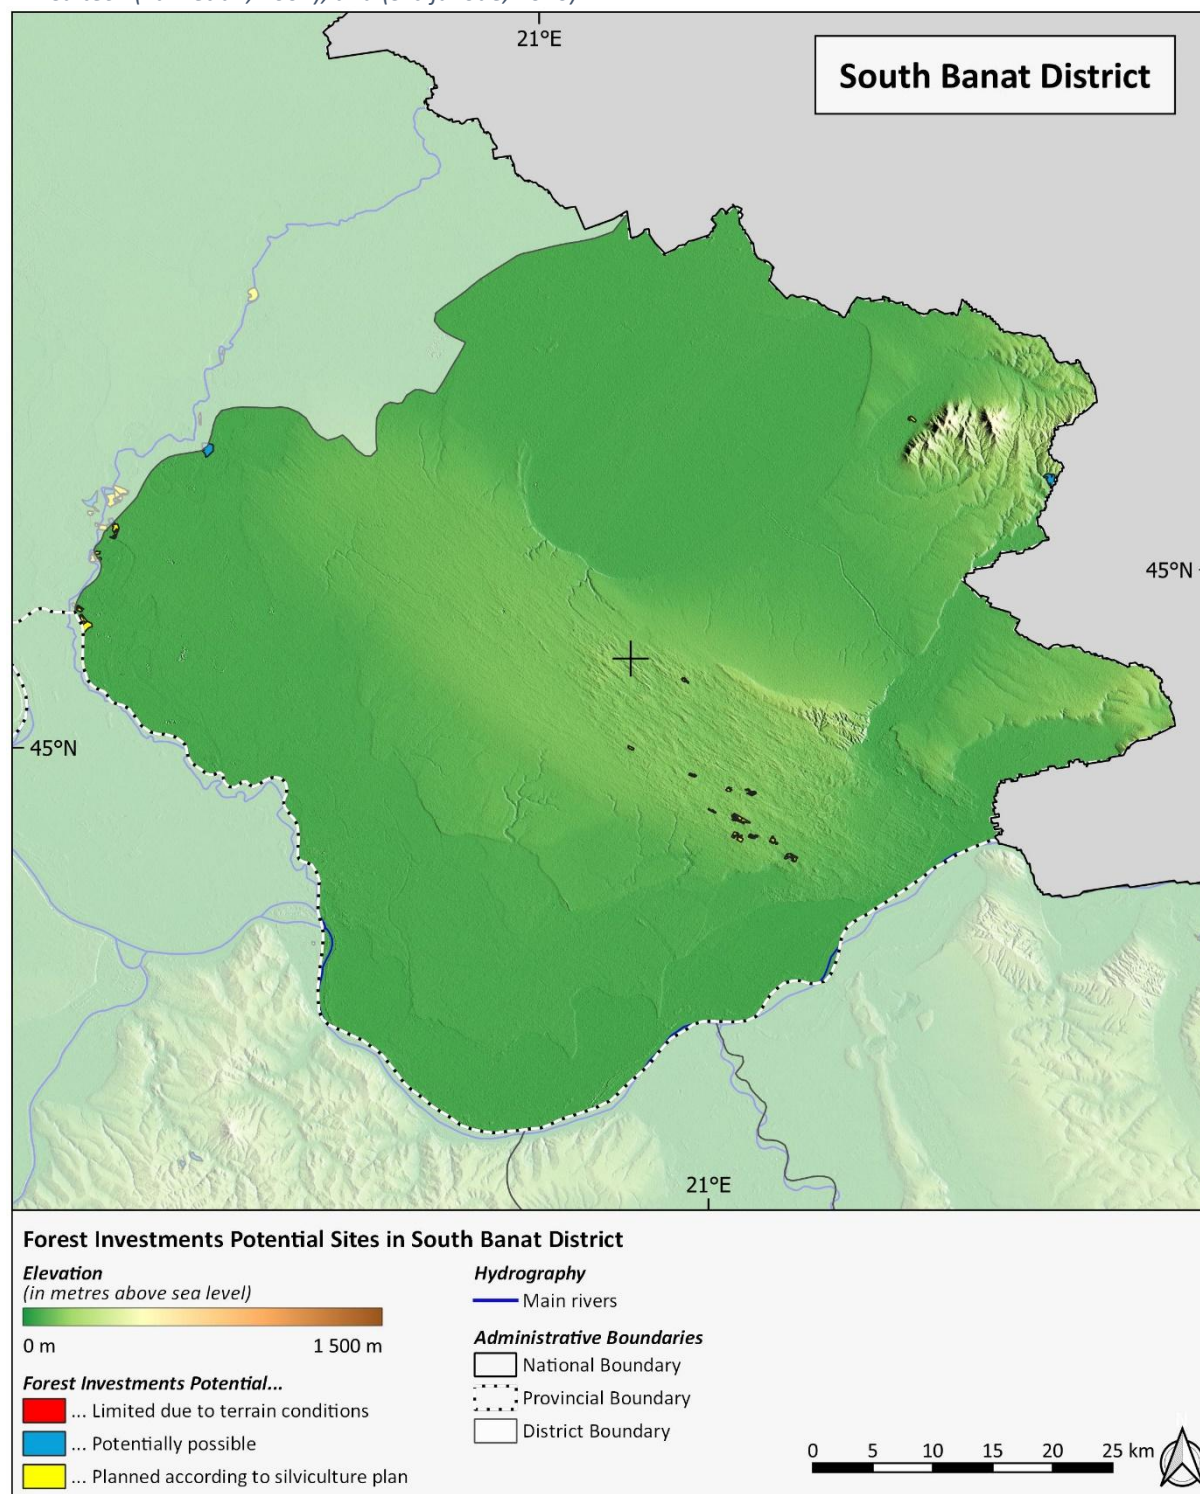 21°E
South Banat District
45°N
45°N
21°E
Forest Investments Potential Sites in South Banat District
Elevation
(in metres above sea level)
0 m 1 500 m
Forest Investments Potential...
... Limited due to terrain conditions
... Potentially possible
... Planned according to silviculture plan
Hydrography
Main rivers
Administrative Boundaries
National Boundary
Provincial Boundary
District Boundary
0 5 10 15 20 25 km